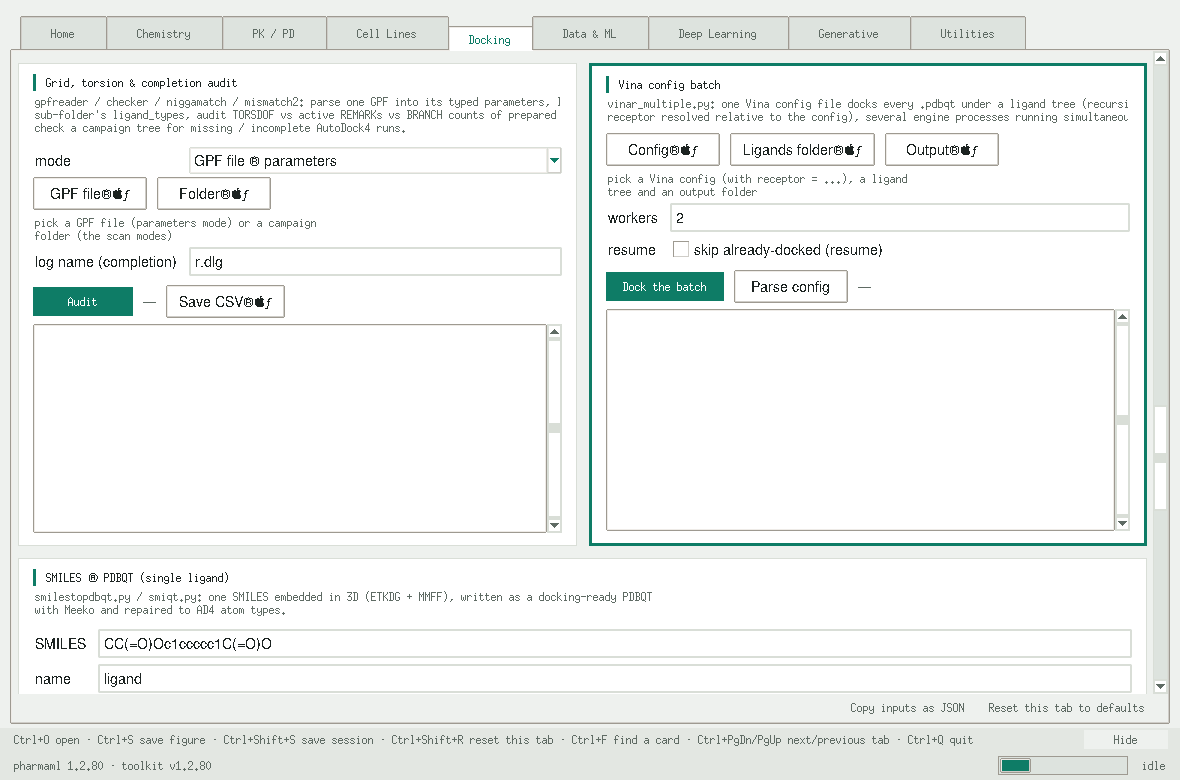 Home Chemistry PK / PD Cell Lines Docking Data & ML Deep Learning Generative Utilities
Grid, torsion & completion audit
gpfreader / checker / niggamatch / mismatch2: parse one GPF into its typed parameters, l
sub-folder's ligand_types, audit TORSDOF vs active REMARKs vs BRANCH counts of prepared
check a campaign tree for missing / incomplete AutoDock4 runs.
mode GPF file ® parameters
GPF file®ƒ Folder®ƒ
pick a GPF file (parameters mode) or a campaign
folder (the scan modes)
log name (completion) r.dlg
Audit — Save CSV®ƒ
Vina config batch
vinar_multiple.py: one Vina config file docks every .pdbqt under a ligand tree (recursi
receptor resolved relative to the config), several engine processes running simultaneou
Config®ƒ Ligands folder®ƒ Output®ƒ
pick a Vina config (with receptor = ...), a ligand
tree and an output folder
workers 2
resume skip already-docked (resume)
Dock the batch Parse config —
SMILES ® PDBQT (single ligand)
smilestopdbqt.py / smiqt.py: one SMILES embedded in 3D (ETKDG + MMFF), written as a docking-ready PDBQT
with Meeko and repaired to AD4 atom types.
SMILES CC(=O)Oc1ccccc1C(=O)O
name ligand
Copy inputs as JSON Reset this tab to defaults
Ctrl+O open · Ctrl+S save figure · Ctrl+Shift+S save session · Ctrl+Shift+R reset this tab · Ctrl+F find a card · Ctrl+PgDn/PgUp next/previous tab · Ctrl+Q quit Hide
pharmaml 1.2.80 · toolkit v1.2.80 idle